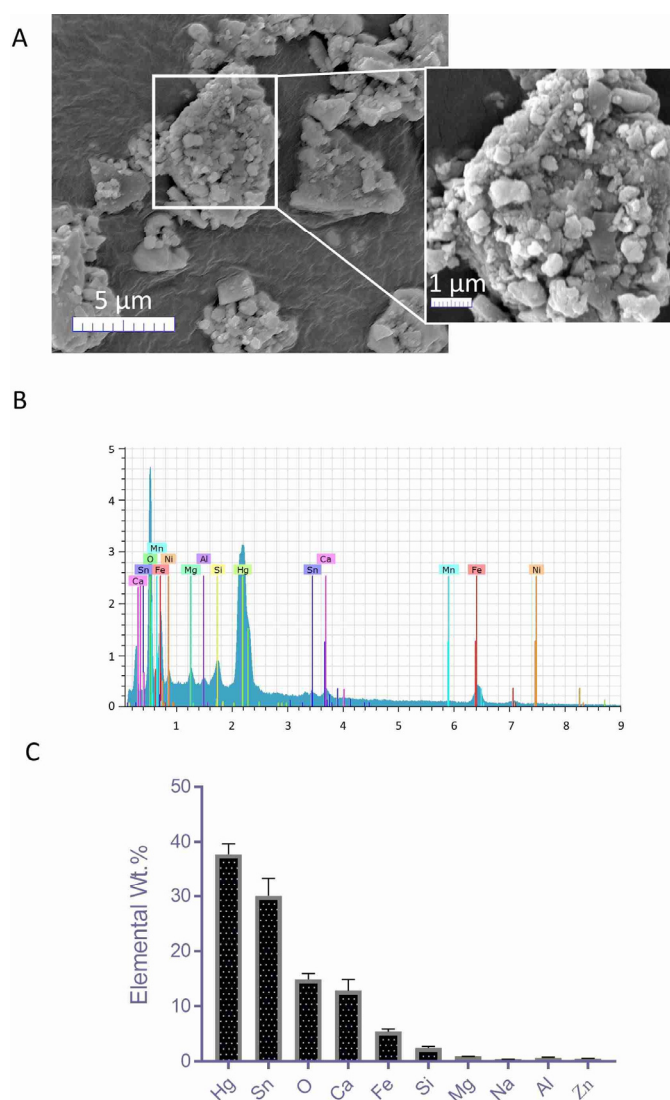 A
5 µm
1 µm
B
5
4
3
2
1
0
Mn
O Ni Al Ca
Sn Fe Mg Si Hg Sn Mn Fe Ni
Ca
1 2 3 4 5 6 7 8 9
C
Elemental Wt.%
50
40
30
20
10
0
Hg Sn O Ca Fe Si Mg Na Al Zn